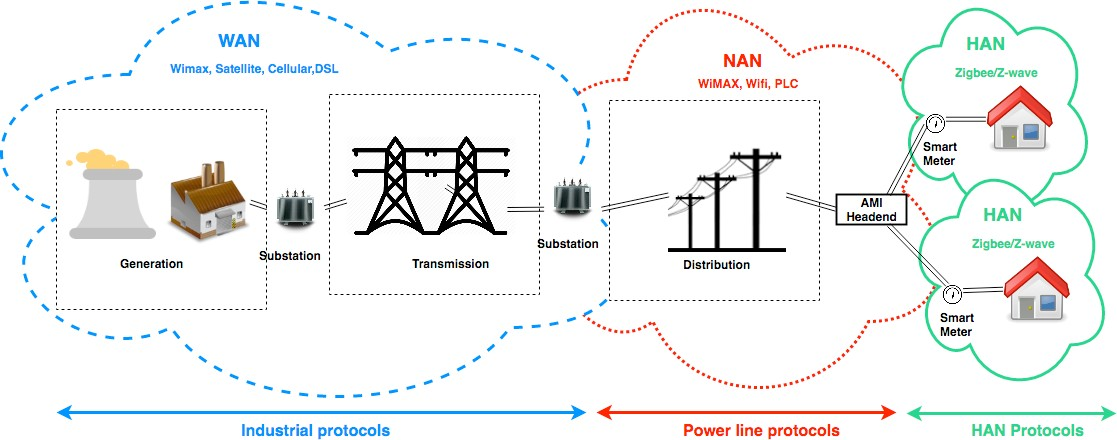 WAN
Wimax, Satellite, Cellular,DSL
NAN
WiMAX, Wifi, PLC
HAN
Zigbee/Z-wave
Smart
Meter
AMI
Headend
HAN
Zigbee/Z-wave
Smart
Meter
Generation
Substation
Transmission
Substation
Distribution
Industrial protocols
Power line protocols
HAN Protocols